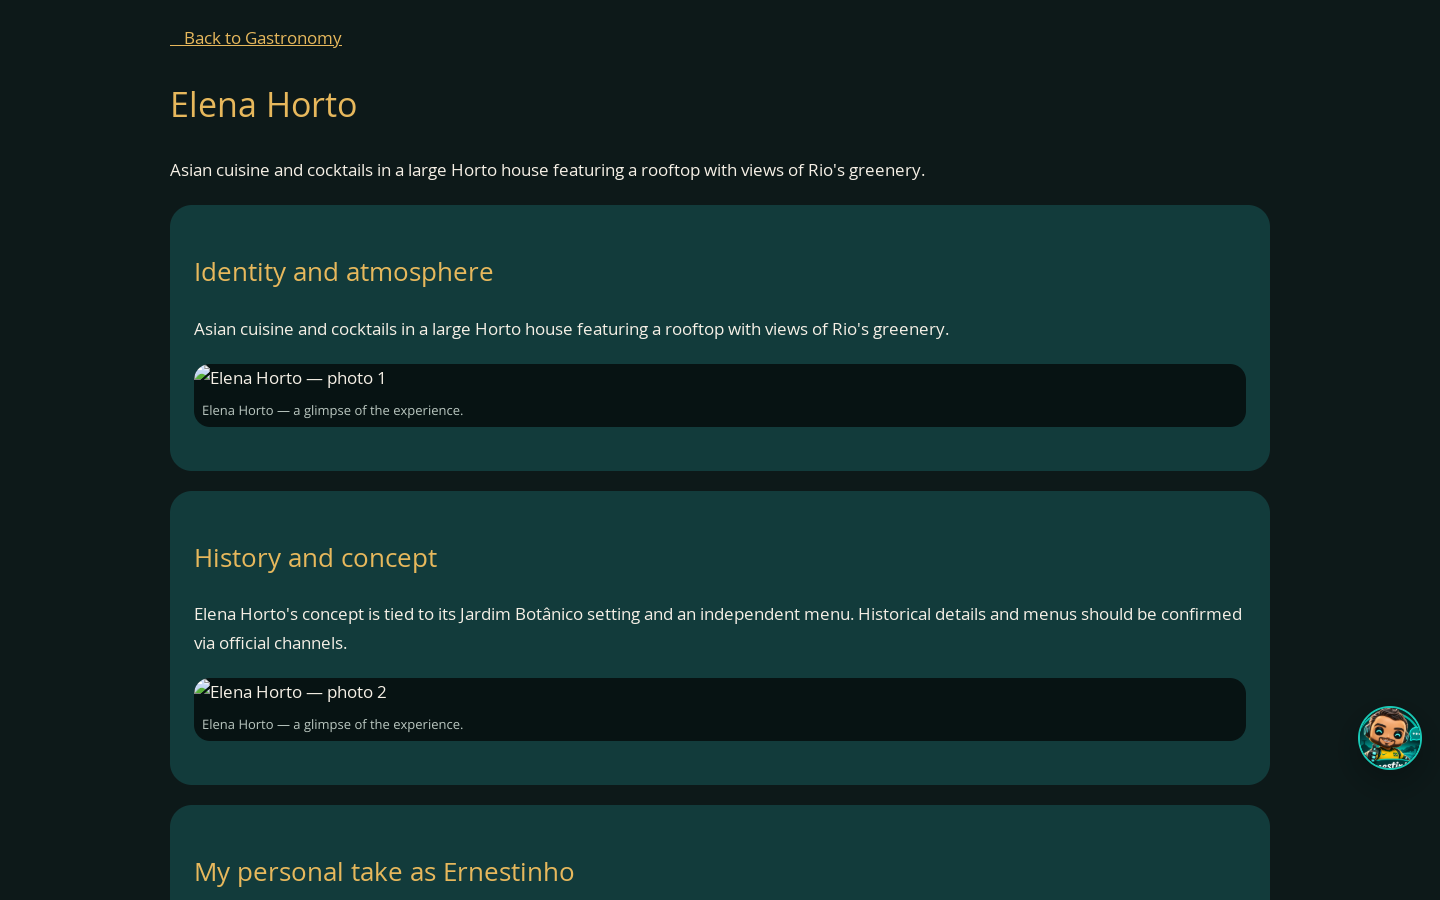 Back to Gastronomy
Elena Horto
Asian cuisine and cocktails in a large Horto house featuring a rooftop with views of Rio's greenery.
Identity and atmosphere
Asian cuisine and cocktails in a large Horto house featuring a rooftop with views of Rio's greenery.
Elena Horto — photo 1
Elena Horto — a glimpse of the experience.
History and concept
Elena Horto's concept is tied to its Jardim Botânico setting and an independent menu. Historical details and menus should be confirmed
via official channels.
Elena Horto — photo 2
Elena Horto — a glimpse of the experience.
My personal take as Ernestinho